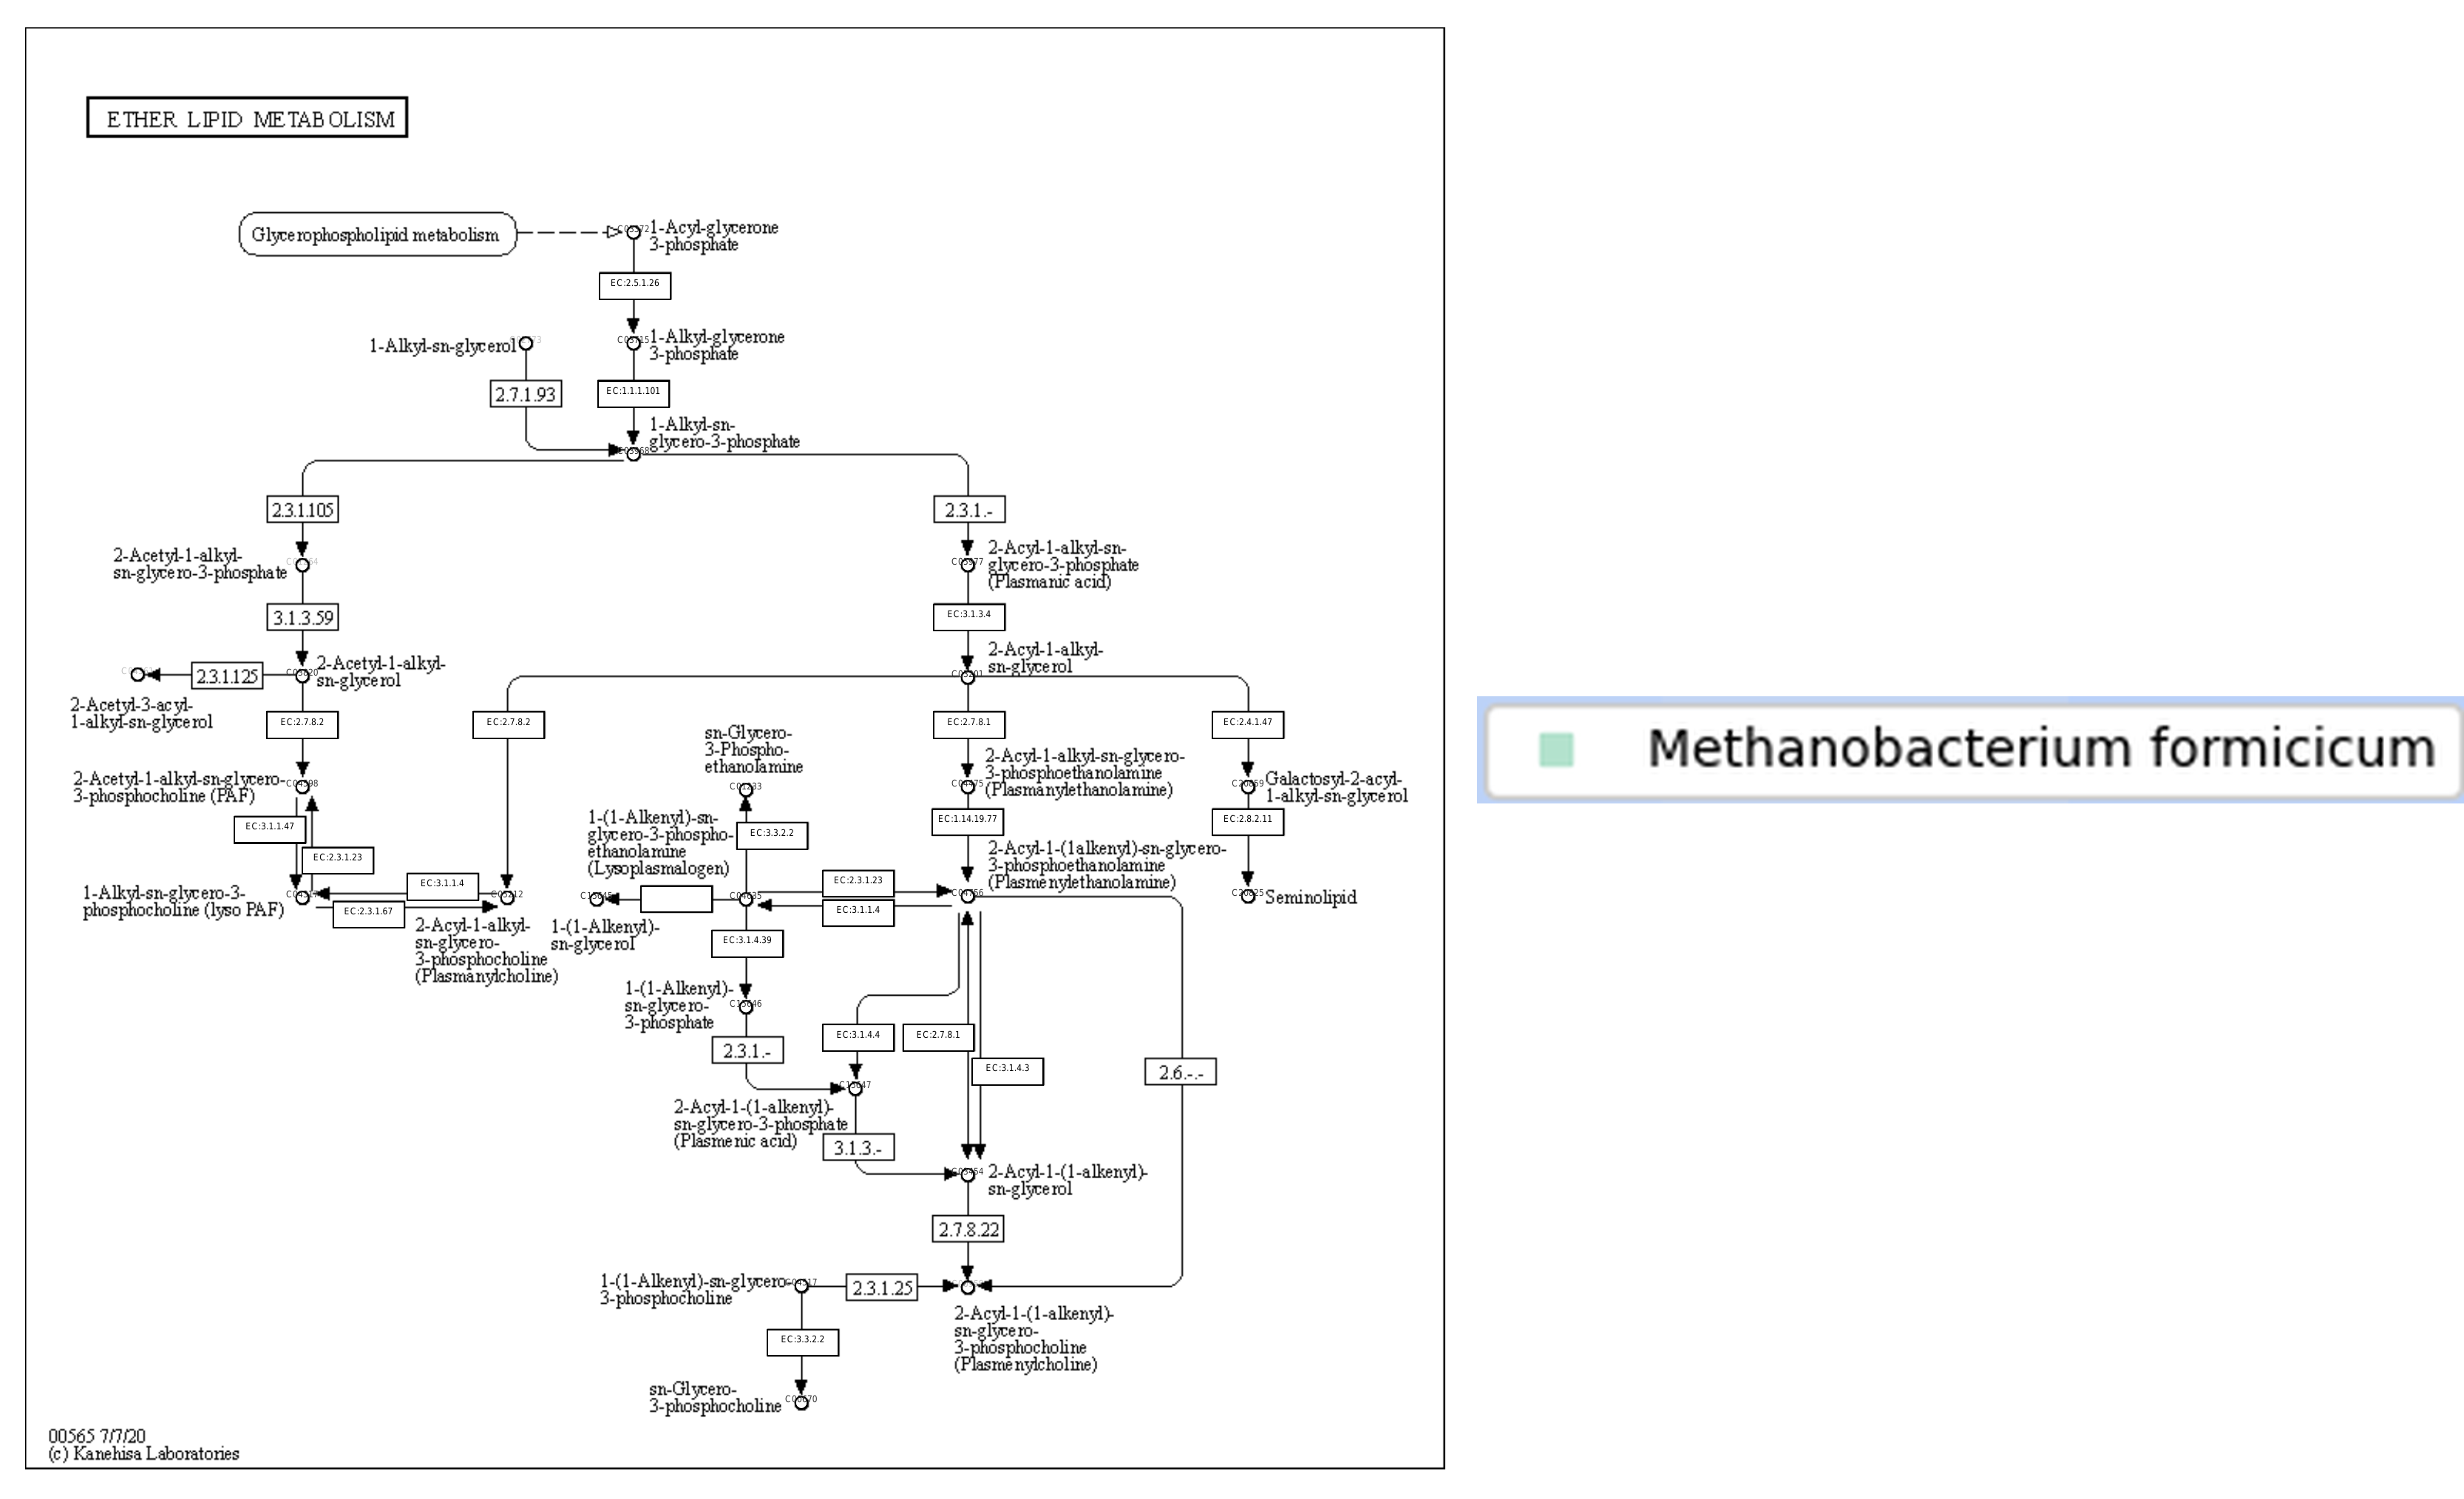 ETHER LIPID METABOLISM
Glycerophospholipid metabolism
1-Acyl-glycerone
3-phosphate
EC:2.5.1.26
1-Alkyl-sn-glycerol
1-Alkyl-glycerone
3-phosphate
2.7.1.93
EC:1.1.1.101
1-Alkyl-sn-
glycero-3-phosphate
2.3.1.105
2.3.1.-
2-Acetyl-1-alkyl-
sn-glycero-3-phosphate
2-Acyl-1-alkyl-sn-
glycero-3-phosphate
(Plasmanic acid)
3.1.3.59
EC:3.1.3.4
2-Acyl-1-alkyl-
sn-glycerol
2.3.1.125
2-Acetyl-1-alkyl-
sn-glycerol
2-Acetyl-3-acyl-
1-alkyl-sn-glycerol
EC:2.7.8.2
EC:2.7.8.2
EC:2.7.8.1
EC:2.4.1.47
sn-Glycero-
3-Phospho-
ethanolamine
2-Acyl-1-alkyl-sn-glycero-
3-phosphoethanolamine
(Plasmanylethanolamine)
Galactosyl-2-acyl-
1-alkyl-sn-glycerol
2-Acetyl-1-alkyl-sn-glycero-
3-phosphocholine (PAF)
Methanobacterium formicicum
EC:3.1.1.47
EC:2.3.1.23
1-(1-Alkenyl)-sn-
glycero-3-phospho-
ethanolamine
(Lysoplasmalogen)
EC:3.3.2.2
EC:1.14.19.77
EC:2.8.2.11
2-Acyl-1-(1alkenyl)-sn-glycero-
3-phosphoethanolamine
(Plasmenylethanolamine)
1-Alkyl-sn-glycero-3-
phosphocholine (lyso PAF)
EC:3.1.1.4
EC:2.3.1.67
EC:2.3.1.23
EC:3.1.1.4
Seminolipid
2-Acyl-1-alkyl-
sn-glycero-
3-phosphocholine
(Plasmanylcholine)
1-(1-Alkenyl)-
sn-glycerol
EC:3.1.4.39
1-(1-Alkenyl)-
sn-glycero-
3-phosphate
2.3.1.-
EC:3.1.4.4
EC:2.7.8.1
EC:3.1.4.3
2.6.-.-
2-Acyl-1-(1-alkenyl)-
sn-glycero-3-phosphate
(Plasmenic acid)
3.1.3.-
2-Acyl-1-(1-alkenyl)-
sn-glycerol
2.7.8.22
1-(1-Alkenyl)-sn-glycero-
3-phosphocholine
2.3.1.25
2-Acyl-1-(1-alkenyl)-
sn-glycero-
3-phosphocholine
(Plasmenylcholine)
EC:3.3.2.2
sn-Glycero-
3-phosphocholine
00565 7/7/20
(c) Kanehisa Laboratories